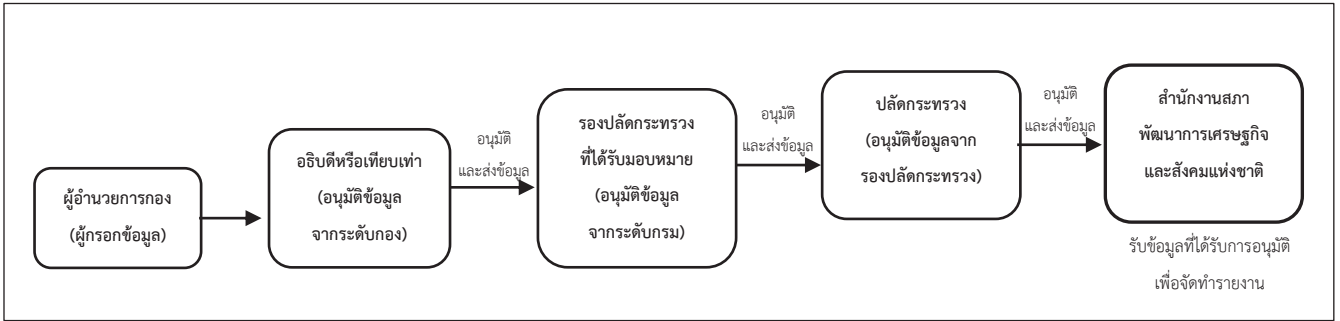 ผู้อำนวยการกอง
(ผู้กรอกข้อมูล)
อธิบดีหรือเทียบเท่า
(อนุมัติข้อมูล
จากระดับกอง)
อนุมัติ
และส่งข้อมูล
รองปลัดกระทรวง
ที่ได้รับมอบหมาย
(อนุมัติข้อมูล
จากระดับกรม)
อนุมัติ
และส่งข้อมูล
ปลัดกระทรวง
(อนุมัติข้อมูลจาก
รองปลัดกระทรวง)
อนุมัติ
และส่งข้อมูล
สำนักงานสภา
พัฒนาการเศรษฐกิจ
และสังคมแห่งชาติ
รับข้อมูลที่ได้รับการอนุมัติ
เพื่อจัดทำรายงาน